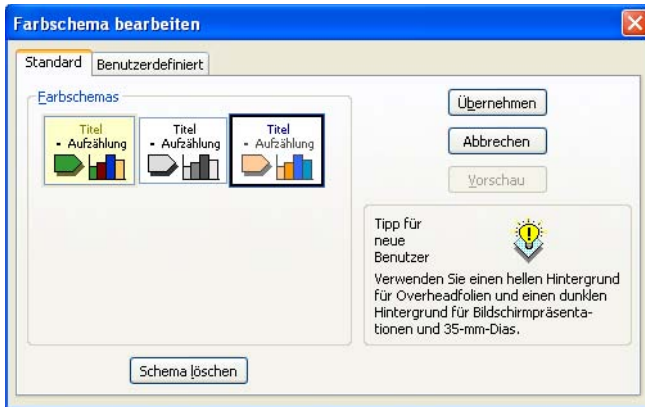 Farbschema bearbeiten
Standard
Benutzerdefiniert
Farbschemas
Titel
- Aufzählung
Titel
- Aufzählung
Titel
- Aufzählung
Übernehmen
Abbrechen
Vorschau
Tipp für
neue
Benutzer
Verwenden Sie einen hellen Hintergrund
für Overheadfolien und einen dunklen
Hintergrund für Bildschirmpräsenta-
tionen und 35-mm-Dias.
Schema löschen